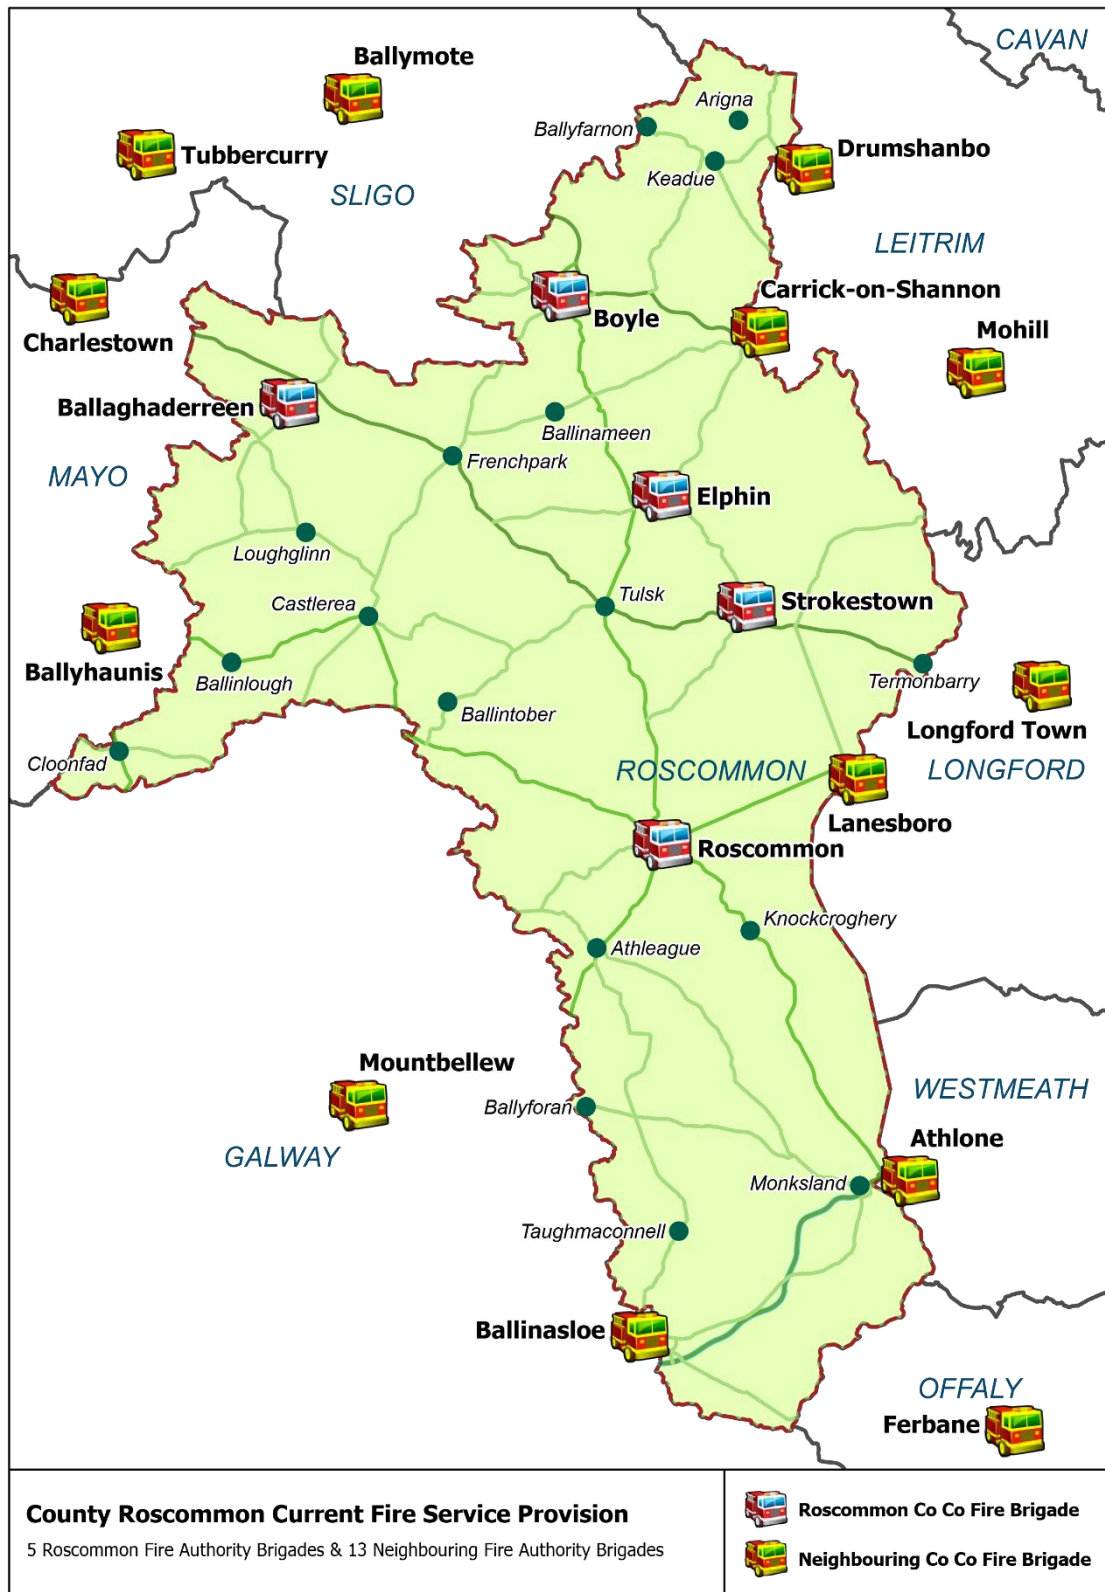 CAVAN
Ballymote
Arigna
Ballyfarnon
Tubbercurry
Drumshanbo
Keadue
SLIGO
LEITRIM
Carrick-on-Shannon
Boyle
Mohill
Charlestown
Ballaghaderreen
Ballinameen
Frenchpark
MAYO
Elphin
Loughglinn
Tulsk
Castlerea
Strokestown
Ballyhaunis
Ballinlough
Termonbarry
Ballintober
Longford Town
Cloonfad
ROSCOMMON
LONGFORD
Lanesboro
Roscommon
Knockcroghery
Athleague
Mountbellew
WESTMEATH
Ballyforan
Athlone
GALWAY
Monksland
Taughmaconnell
Ballinasloe
OFFALY
Ferbane
County Roscommon Current Fire Service Provision
5 Roscommon Fire Authority Brigades & 13 Neighbouring Fire Authority Brigades
Roscommon Co Co Fire Brigade
Neighbouring Co Co Fire Brigade